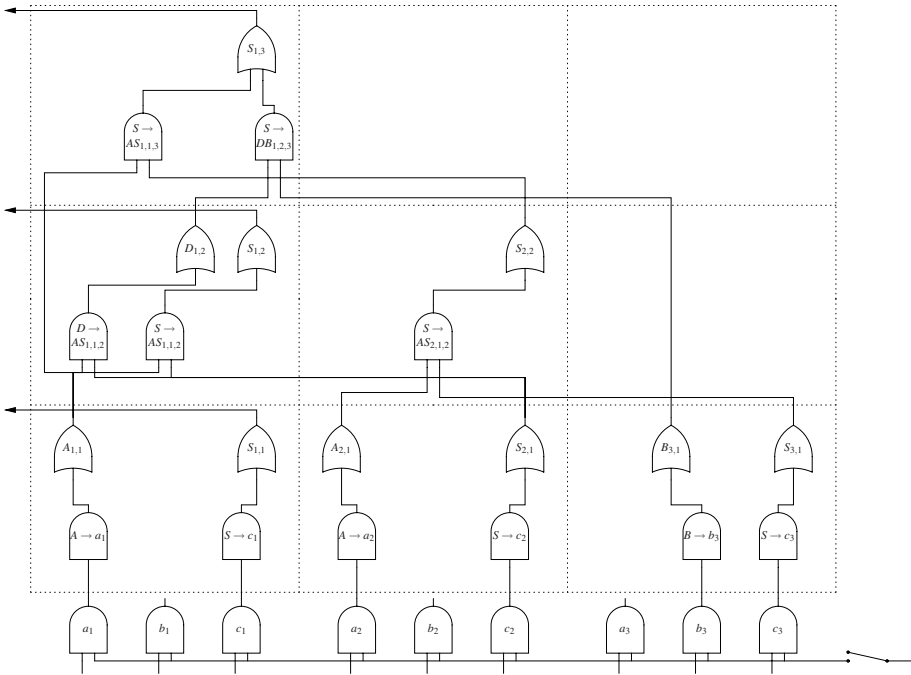 S1,3
S →
AS1,1,3
S →
DB1,2,3
D1,2
S1,2
S2,2
D →
AS1,1,2
S →
AS1,1,2
S →
AS2,1,2
A1,1
S1,1
A2,1
S2,1
B3,1
S3,1
A → a1
S → c1
A → a2
S → c2
B → b3
S → c3
a1
b1
c1
a2
b2
c2
a3
b3
c3